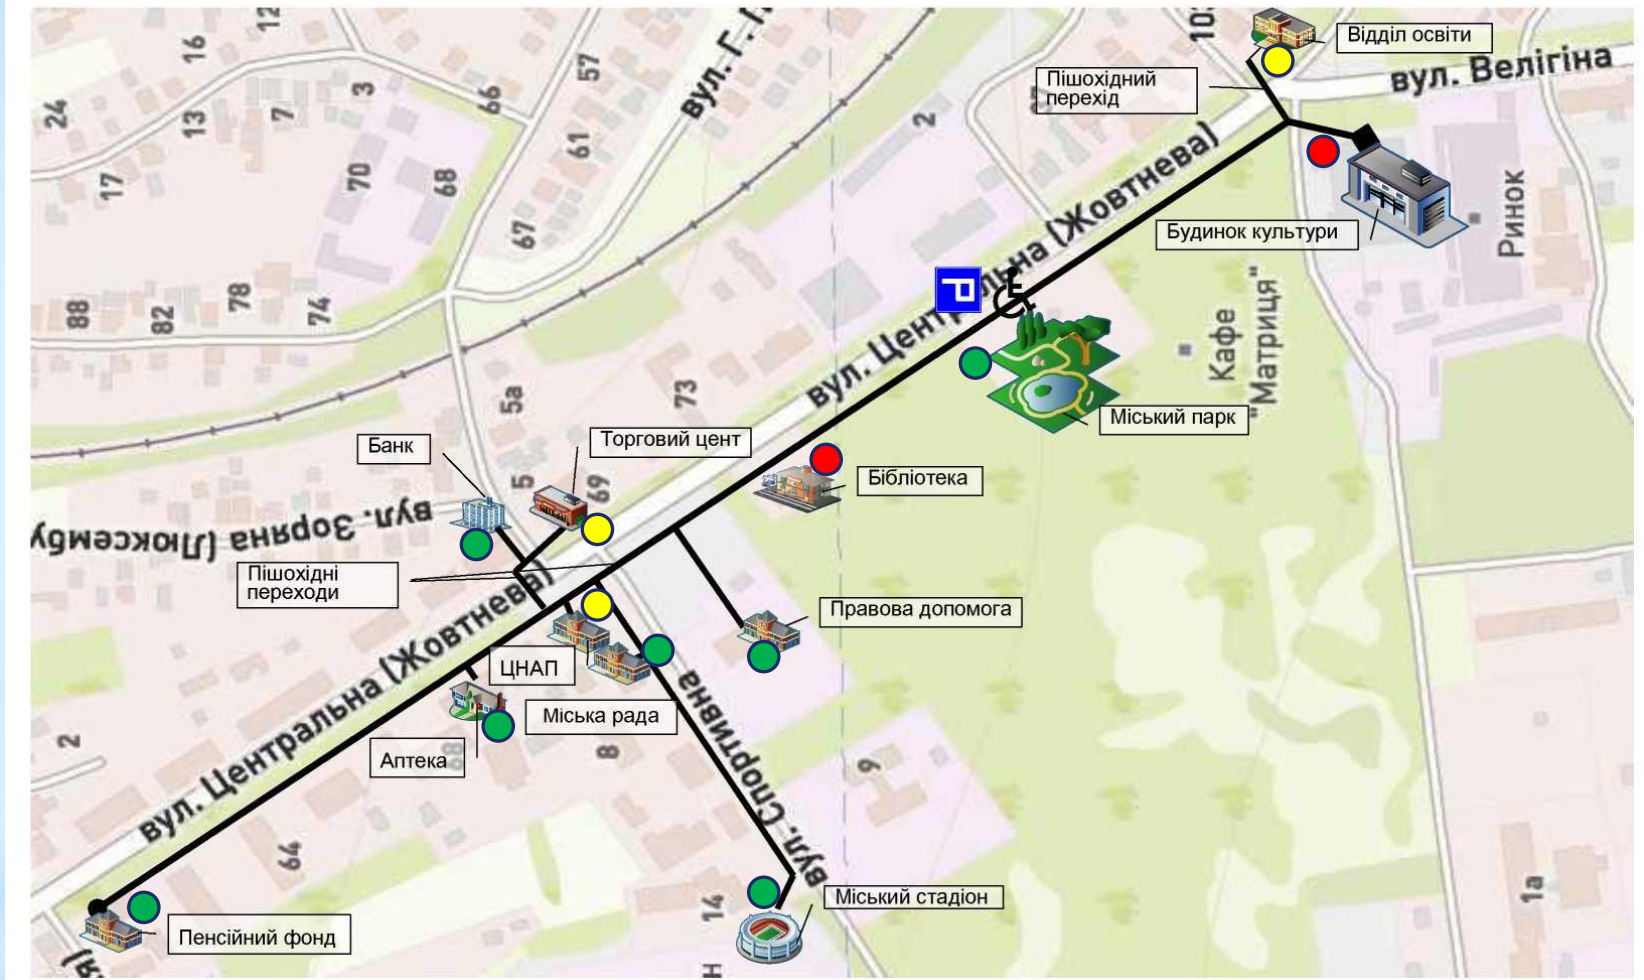 Відділ освіти
вул. Велігіна
Пішохідний
перехід
вул. Г.
24
16
12
13
7
3
57
66
61
2
17
70
68
67
Будинок культури
Ринок
88
82
78
74
P
вул. Центральна (Жовтнева)
Кафе
"Матриця"
Міський парк
73
5а
5
69
Банк
Торговий цент
Бібліотека
вул. Зоряна (Люксембу
Пішохідні
переходи
Правова допомога
ЦНАП
Міська рада
Аптека
вул. Центральна (Жовтнева)
вул. Спортивна
2
8
9
64
14
1а
Міський стадіон
Пенсійний фонд
н